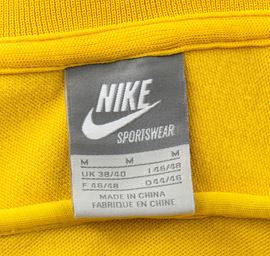 NIKE
SPORTSWEAR
M M M
UK 38/40 I 46/48
F 46/48 D 44/46
MADE IN CHINA
FABRIQUE EN CHINE